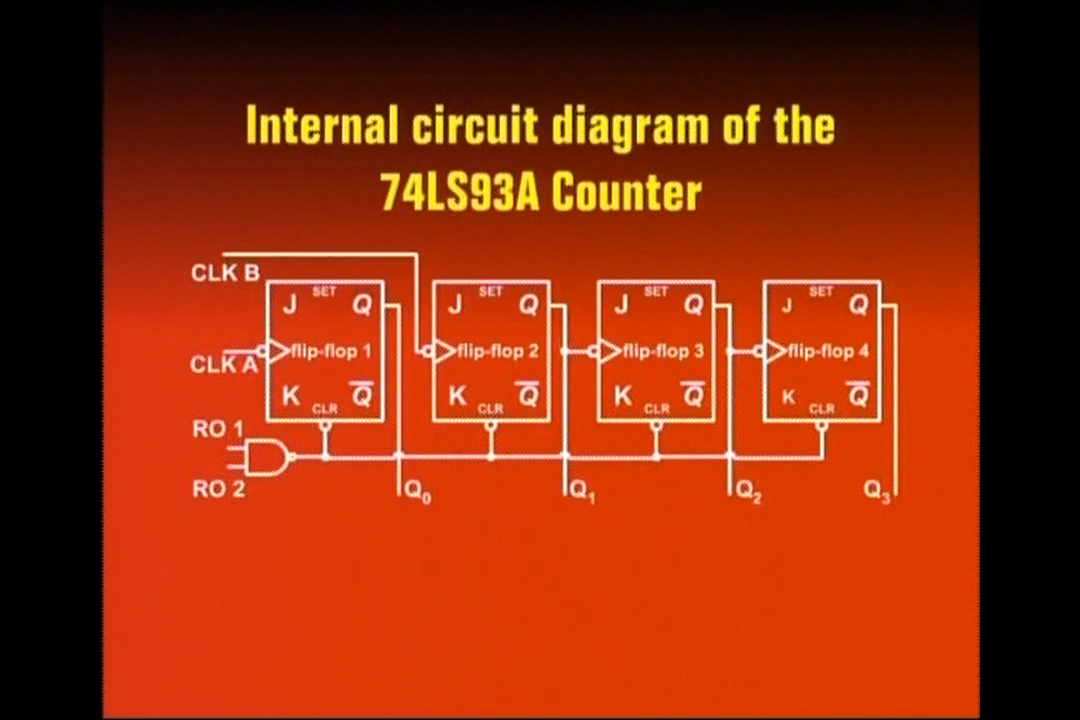 Internal circuit diagram of the
74LS93A Counter
CLK B
J SET Q J SET Q J SET Q J SET Q
CLK A flip-flop 1 flip-flop 2 flip-flop 3 flip-flop 4
K CLR Q̅ K CLR Q̅ K CLR Q̅ K CLR Q̅
RO 1
RO 2 Q₀ Q₁ Q₂ Q₃